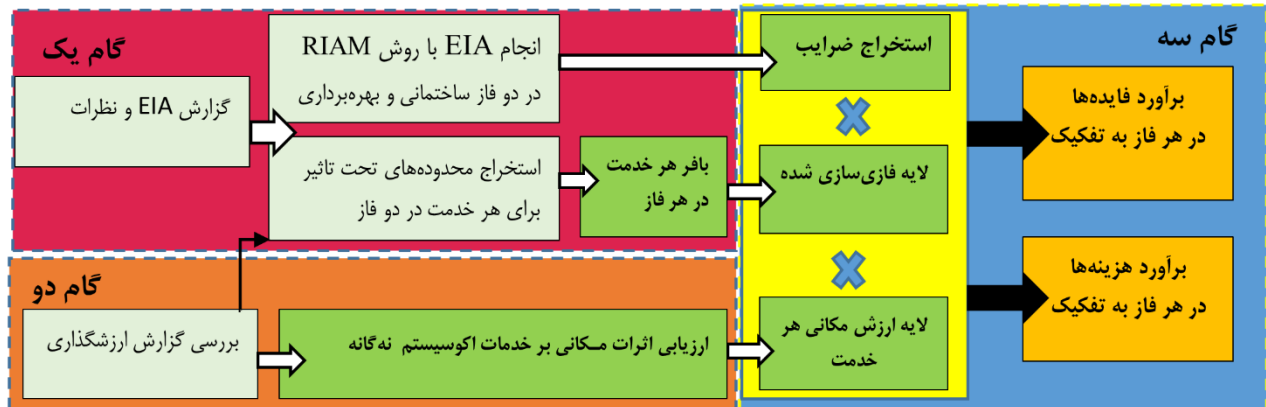 گام یک
گزارش EIA و نظرات
انجام EIA با روش RIAM
در دو فاز ساختمانی و بهره‌برداری
استخراج محدوده‌های تحت تاثیر
برای هر خدمت در دو فاز
بافر هر خدمت
در هر فاز
گام دو
بررسی گزارش ارزشگذاری
ارزیابی اثرات مـکانی بر خدمات اکوسیستم نه‌گانه
گام سه
استخراج ضرایب
لایه فازی‌سازی شده
لایه ارزش مکانی هر
خدمت
برآورد فایده‌ها
در هر فاز به تفکیک
برآورد هزینه‌ها
در هر فاز به تفکیک